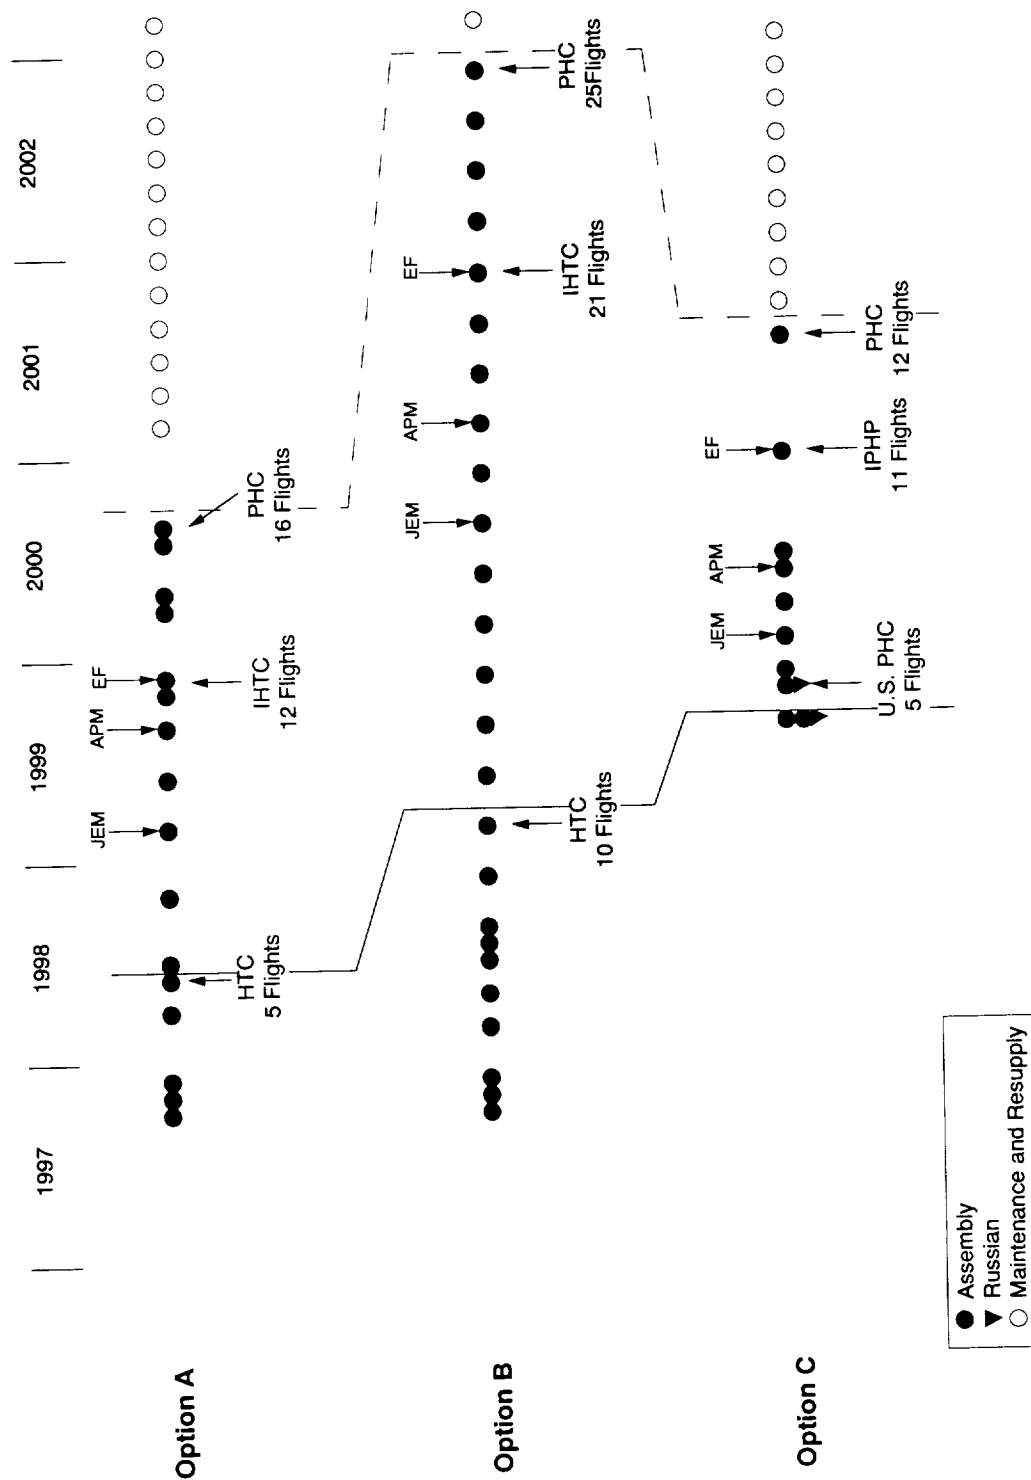 1997
1998
1999
2000
2001
2002
Option A
JEM
APM
EF
HTC
5 Flights
IHTC
12 Flights
PHC
16 Flights
Option B
JEM
APM
EF
HTC
10 Flights
IHTC
21 Flights
PHC
25Flights
Option C
JEM
APM
EF
U.S. PHC
5 Flights
IPHP
11 Flights
PHC
12 Flights
Assembly
Russian
Maintenance and Resupply